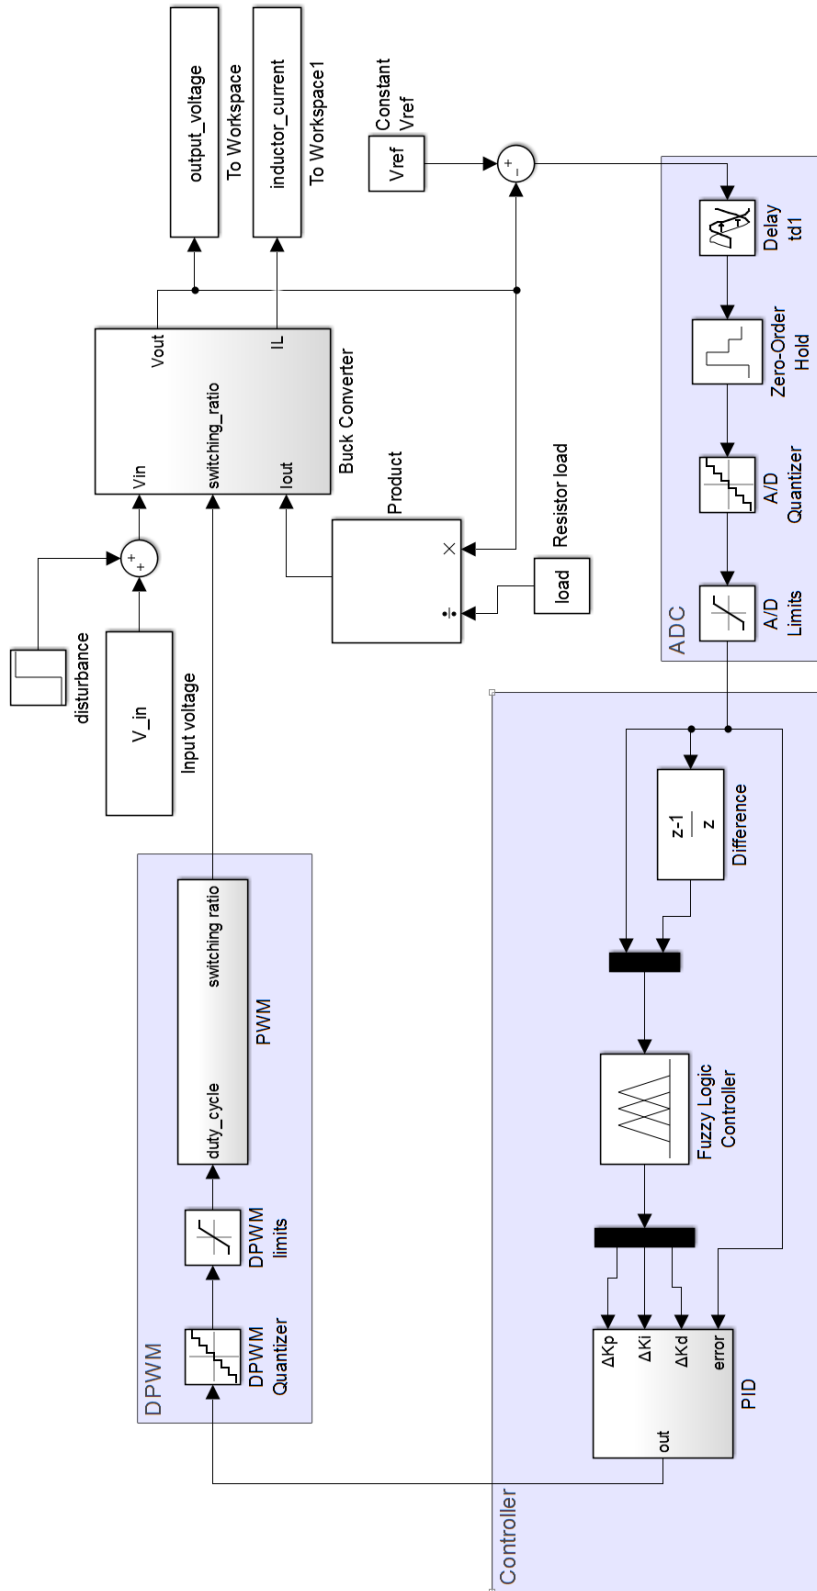 DPWM
DPWM
Quantizer
DPWM
limits
duty_cycle
switching ratio
PWM
disturbance
V_in
Input voltage
+
+
Vin
switching_ratio
Iout
Vout
IL
Buck Converter
output_voltage
To Workspace
inductor_current
To Workspace1
Product
÷
×
load
Resistor load
Vref
Constant
Vref
+
-
Controller
out
ΔKp
ΔKi
ΔKd
error
PID
Fuzzy Logic
Controller
z-1
z
Difference
ADC
A/D
Limits
A/D
Quantizer
Zero-Order
Hold
Delay
td1